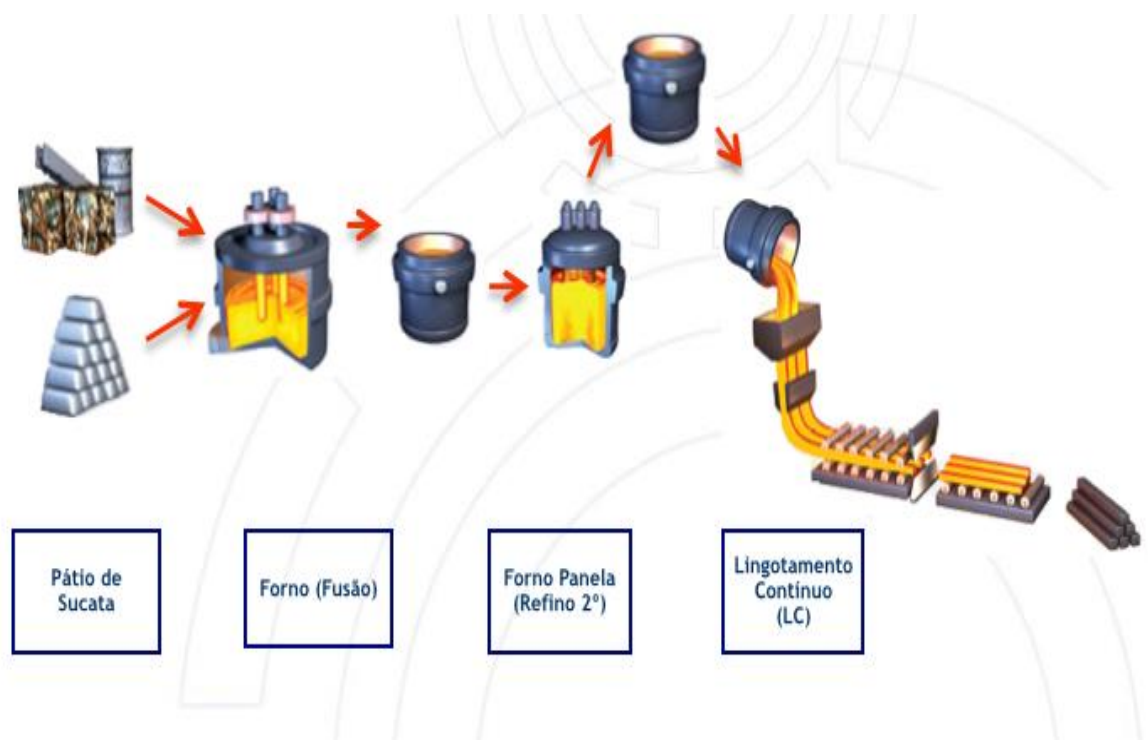 Pátio de
Sucata
Forno (Fusão)
Forno Panela
(Refino 2º)
Lingotamento
Contínuo
(LC)